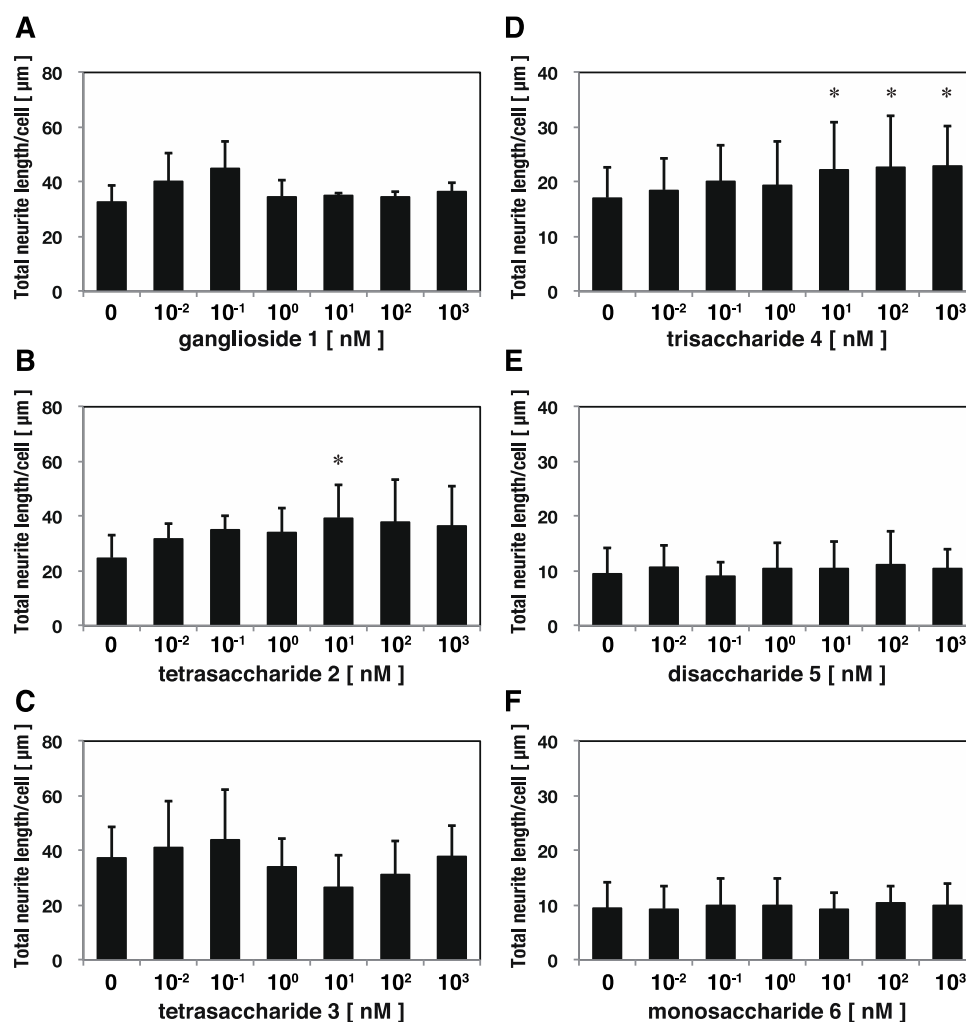 A
Total neurite length/cell [ µm ]
80
60
40
20
0
0 10⁻² 10⁻¹ 10⁰ 10¹ 10² 10³
ganglioside 1 [ nM ]
B
Total neurite length/cell [ µm ]
80
60
40
20
0
*
0 10⁻² 10⁻¹ 10⁰ 10¹ 10² 10³
tetrasaccharide 2 [ nM ]
C
Total neurite length/cell [ µm ]
80
60
40
20
0
0 10⁻² 10⁻¹ 10⁰ 10¹ 10² 10³
tetrasaccharide 3 [ nM ]
D
Total neurite length/cell [ µm ]
40
30
20
10
0
* * *
0 10⁻² 10⁻¹ 10⁰ 10¹ 10² 10³
trisaccharide 4 [ nM ]
E
Total neurite length/cell [ µm ]
40
30
20
10
0
0 10⁻² 10⁻¹ 10⁰ 10¹ 10² 10³
disaccharide 5 [ nM ]
F
Total neurite length/cell [ µm ]
40
30
20
10
0
0 10⁻² 10⁻¹ 10⁰ 10¹ 10² 10³
monosaccharide 6 [ nM ]